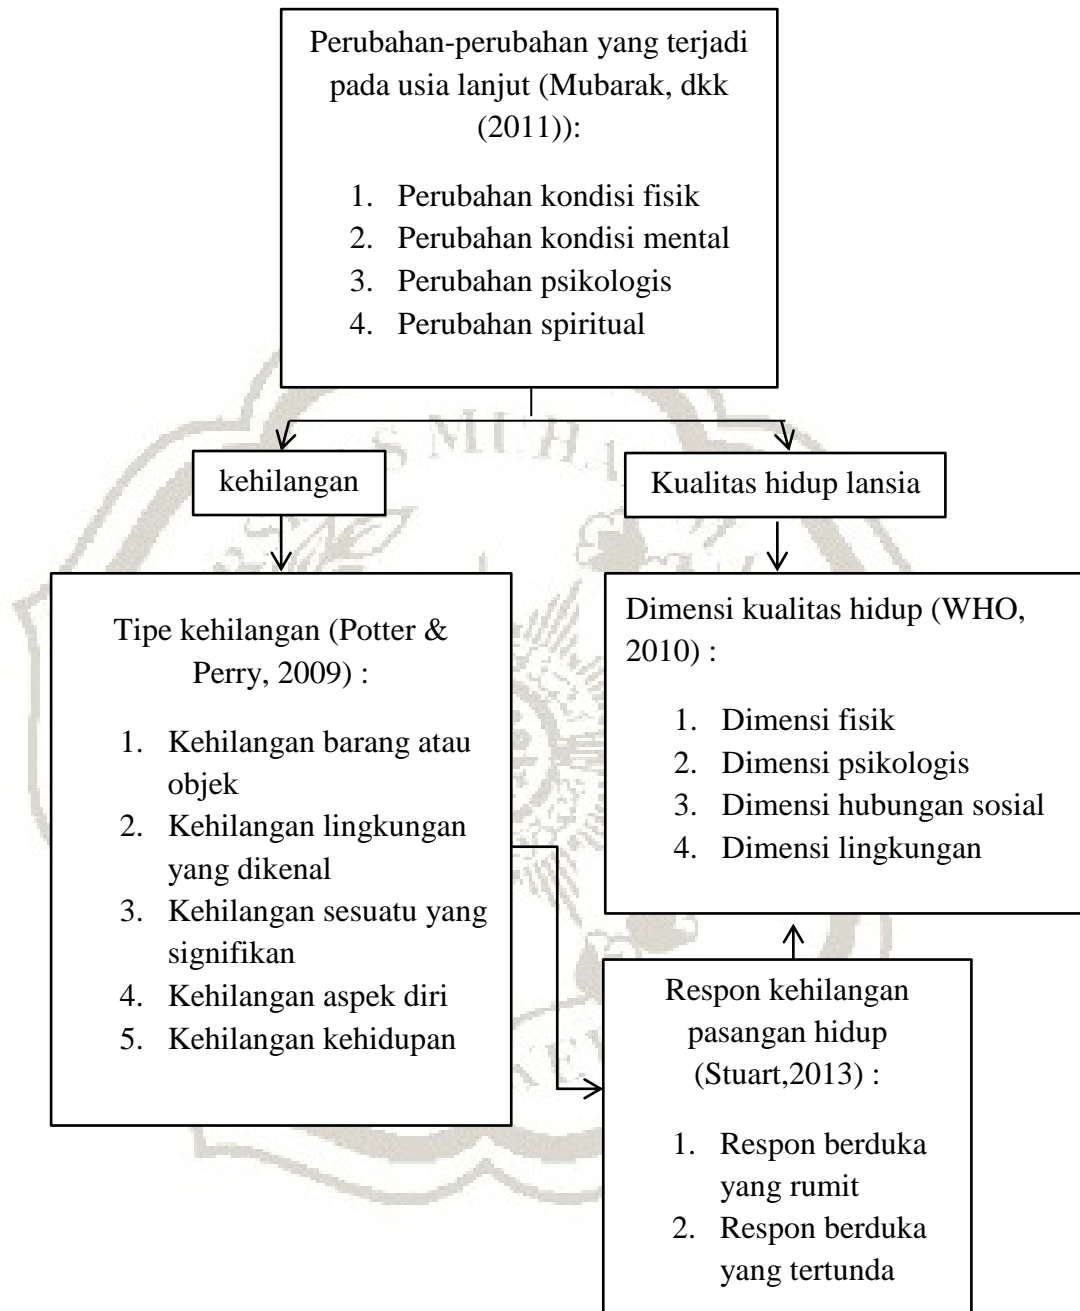 Perubahan-perubahan yang terjadi
pada usia lanjut (Mubarak, dkk
(2011)):
1. Perubahan kondisi fisik
2. Perubahan kondisi mental
3. Perubahan psikologis
4. Perubahan spiritual
kehilangan
Kualitas hidup lansia
Tipe kehilangan (Potter &
Perry, 2009) :
1. Kehilangan barang atau
objek
2. Kehilangan lingkungan
yang dikenal
3. Kehilangan sesuatu yang
signifikan
4. Kehilangan aspek diri
5. Kehilangan kehidupan
Dimensi kualitas hidup (WHO,
2010) :
1. Dimensi fisik
2. Dimensi psikologis
3. Dimensi hubungan sosial
4. Dimensi lingkungan
Respon kehilangan
pasangan hidup
(Stuart,2013) :
1. Respon berduka
yang rumit
2. Respon berduka
yang tertunda